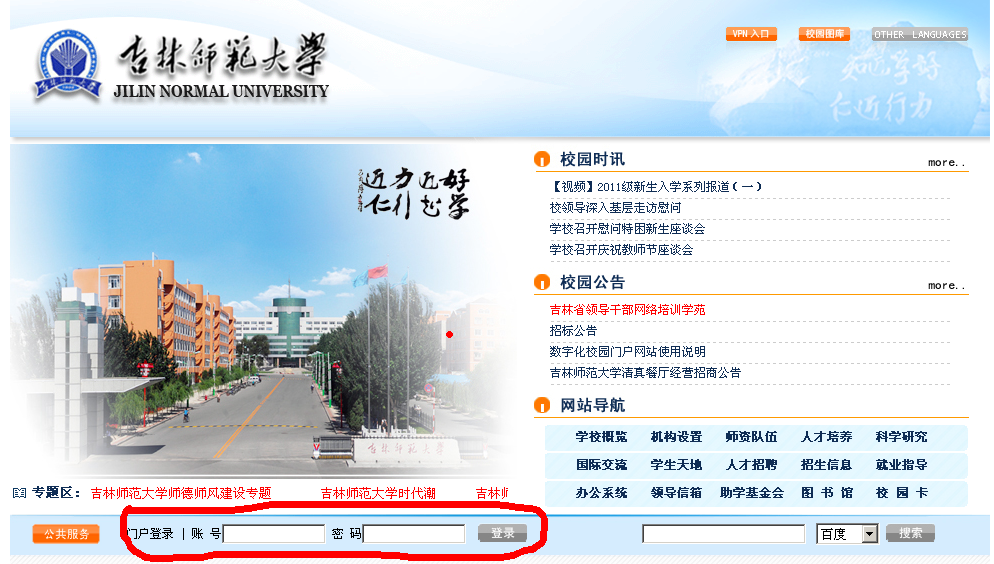 吉林师范大学
JILIN NORMAL UNIVERSITY
VPN 入口
校园图库
OTHER LANGUAGES
好学近知
力行近仁
校园时讯
more..
【视频】2011级新生入学系列报道（一）
校领导深入基层走访慰问
学校召开慰问特困新生座谈会
学校召开庆祝教师节座谈会
校园公告
more..
吉林省领导干部网络培训学苑
招标公告
数字化校园门户网站使用说明
吉林师范大学清真餐厅经营招商公告
网站导航
学校概览 机构设置 师资队伍 人才培养 科学研究
国际交流 学生天地 人才招聘 招生信息 就业指导
办公系统 领导信箱 助学基金会 图 书 馆 校 园 卡
吉林师范大学
专题区： 吉林师范大学师德师风建设专题 吉林师范大学时代潮 吉林师
公共服务 门户登录 | 账 号 密 码 登录 百度 搜索